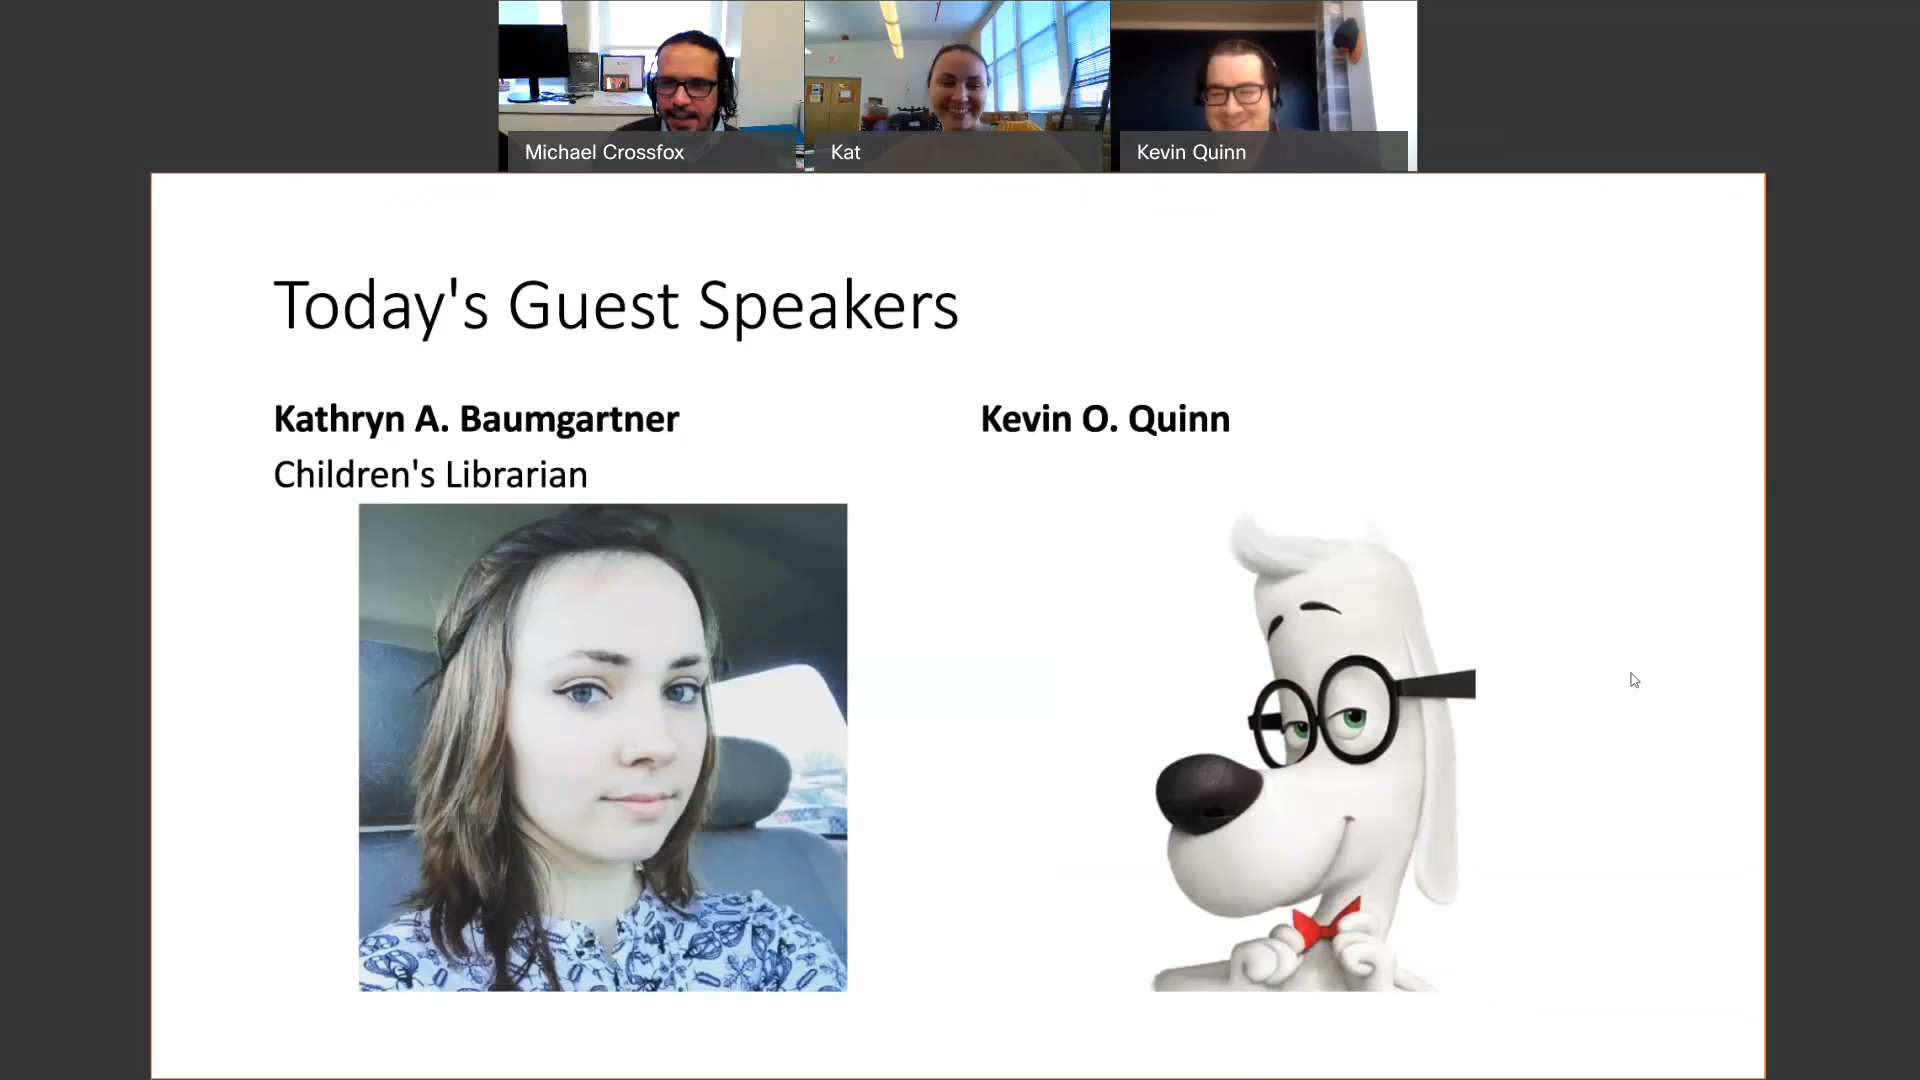 Michael Crossfox
Kat
Kevin Quinn
Today's Guest Speakers
Kathryn A. Baumgartner
Children's Librarian
Kevin O. Quinn